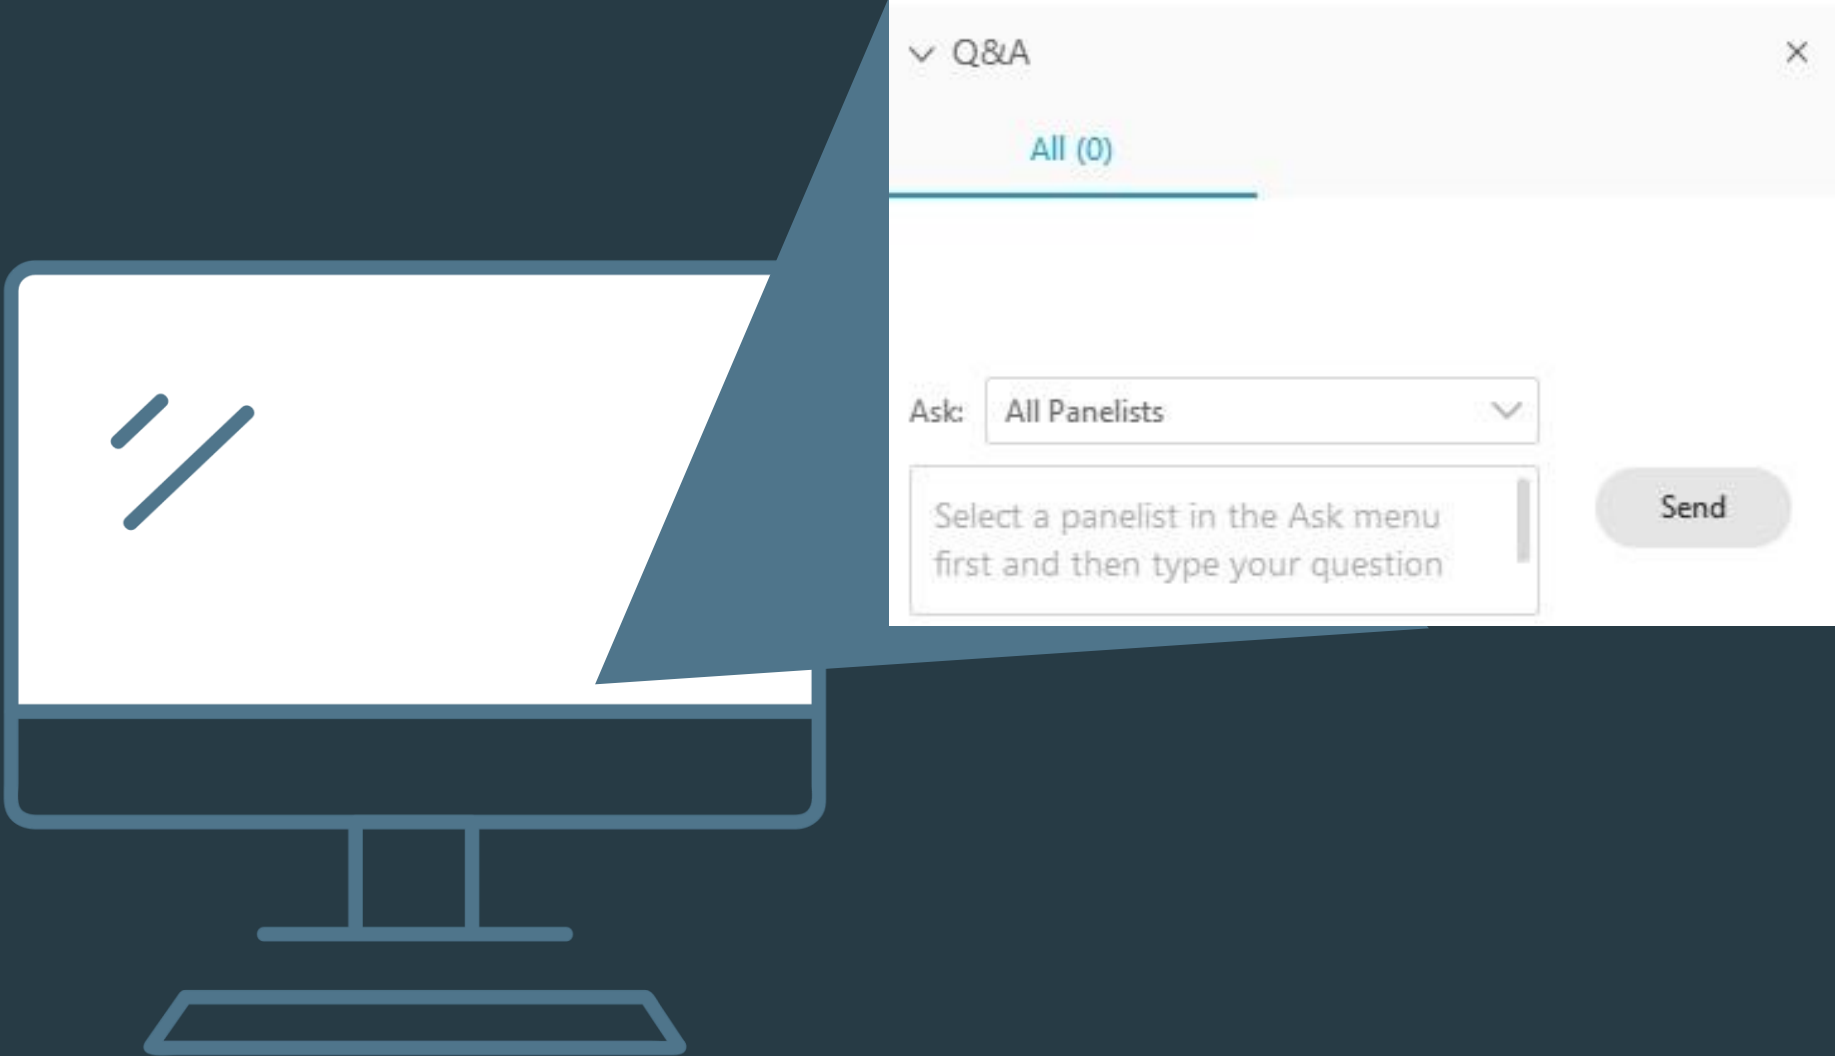 Q&A
All (0)
Ask: All Panelists
Select a panelist in the Ask menu
first and then type your question
Send